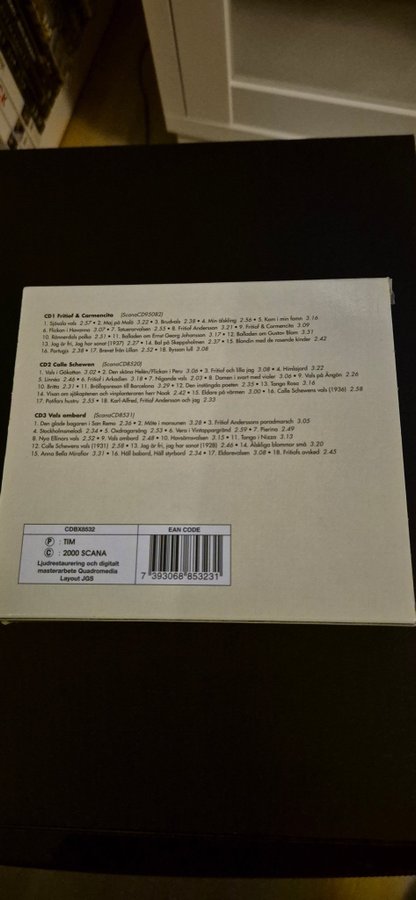 CD1 Fritiof & Carmencita (ScanaCD95082)
1. Sjösala vals 2.57 • 2. Maj på Malö 3.22 • 3. Brudvals 2.38 • 4. Min älskling 2.56 • 5. Kom i min famn 3.16
6. Flickan i Havanna 3.07 • 7. Tatuerarvalsen 2.55 • 8. Fritiof Andersson 3.21 • 9. Fritiof & Carmencita 3.09
10. Rönnerdals polka 2.31 • 11. Balladen om Ernst Georg Johansson 3.17 • 12. Balladen om Gustav Blom 3.31
13. Jag är fri, Jag har sonat (1937) 2.27 • 14. Bal på Skeppsholmen 2.37 • 15. Blondin med de rosende kinder 2.42
16. Portugis 2.38 • 17. Brevet från Lillan 2.52 • 18. Byssan lull 3.08
CD2 Calle Schewen (ScanaCD8520)
1. Vals i Gökottan 3.02 • 2. Den sköna Helén/Flickan i Peru 3.06 • 3. Fritiof och lilla jag 3.08 • 4. Himlajord 3.22
5. Linnéa 2.46 • 6. Fritiof i Arkadien 3.18 • 7. Nigande vals 2.03 • 8. Damen i svart med violer 3.06 • 9. Vals på Ängön 2.26
10. Britta 2.31 • 11. Bröllopsresan till Barcelona 3.29 • 12. Den instängda poeten 2.35 • 13. Tango Rosa 3.16
14. Visan om sjökaptenen och vinplanteraren herr Noak 2.42 • 15. Eldare på värmen 3.00 • 16. Calle Schewens vals (1936) 2.58
17. Potifars hustru 2.55 • 18. Karl-Alfred, Fritiof Andersson och jag 2.33
CD3 Vals ombord (ScanaCD8531)
1. Den glade bagaren i San Remo 2.36 • 2. Möte i monsunen 3.28 • 3. Fritiof Anderssons paradmarsch 3.05
4. Stockholmsmelodi 2.34 • 5. Oxdragarsång 2.53 • 6. Vers i Vintappargränd 2.59 • 7. Pierina 2.49
8. Nya Ellinors vals 2.52 • 9. Vals ombord 2.48 • 10. Havsörnsvalsen 3.15 • 11. Tango i Nizza 3.13
12. Calle Schewens vals (1931) 2.58 • 13. Jag är fri, jag har sonat (1928) 2.46 • 14. Älskliga blommor små 3.20
15. Anna Bella Miraflor 3.31 • 16. Håll babord, Håll styrbord 2.34 • 17. Eldarevalsen 3.08 • 18. Fritiofs avsked 2.45
CDBX8532
Ⓟ : TIM
© : 2000 SCANA
Ljudrestaurering och digitalt
masterarbete Quadromedia
Layout JGS
EAN CODE
7 393068 853231